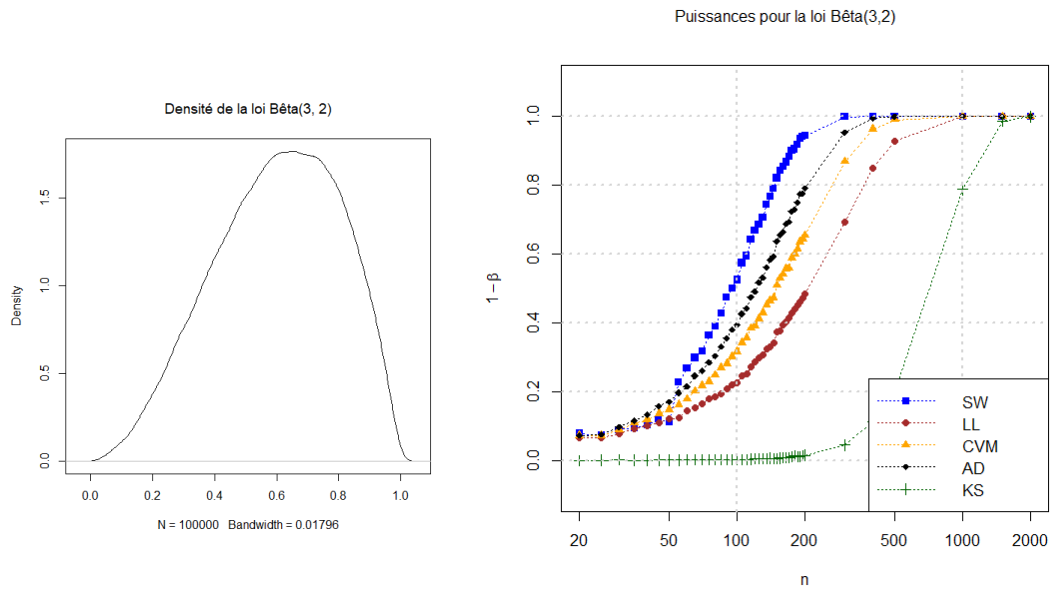 Puissances pour la loi Bêta(3,2)
Densité de la loi Bêta(3, 2)
Density
0.0
0.5
1.0
1.5
0.0 0.2 0.4 0.6 0.8 1.0
N = 100000 Bandwidth = 0.01796
1 − β
0.0
0.2
0.4
0.6
0.8
1.0
SW
LL
CVM
AD
KS
20 50 100 200 500 1000 2000
n